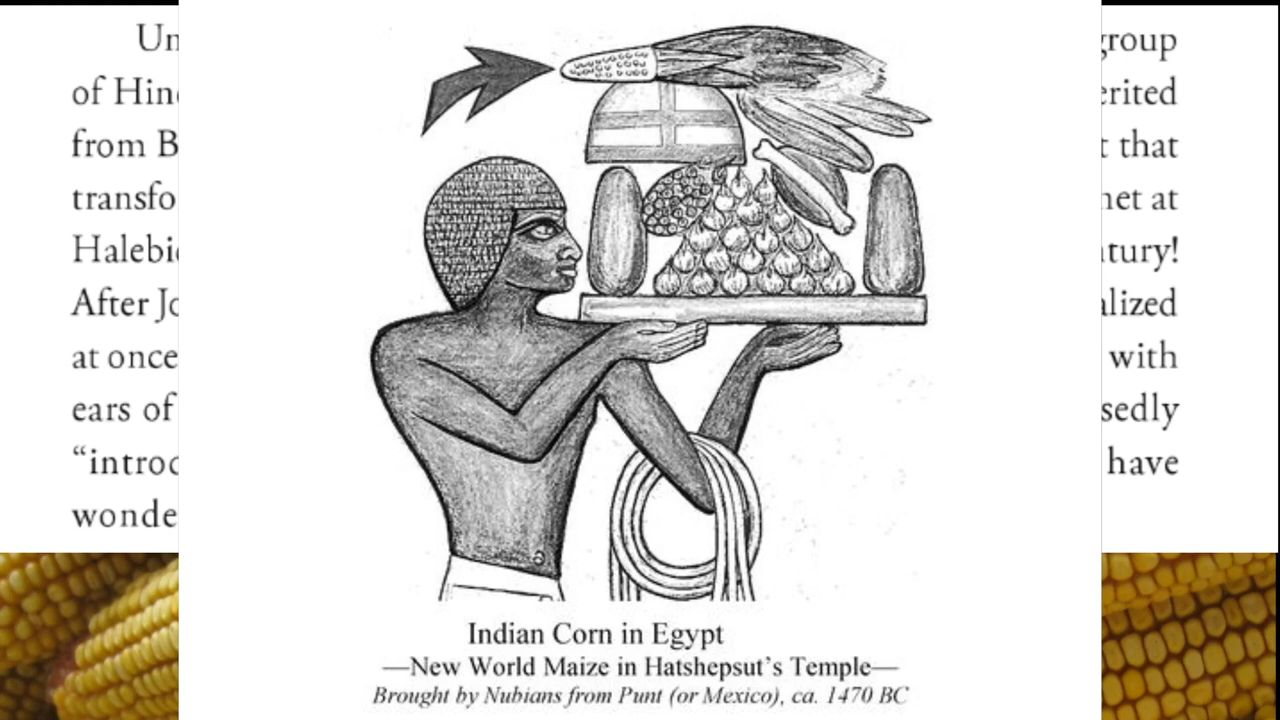 Un group
of Hin erited
from B t that
transfo net at
Halebi ntury!
After Jo alized
at once with
ears of sedly
“introd have
wonde
Indian Corn in Egypt
—New World Maize in Hatshepsut’s Temple—
Brought by Nubians from Punt (or Mexico), ca. 1470 BC